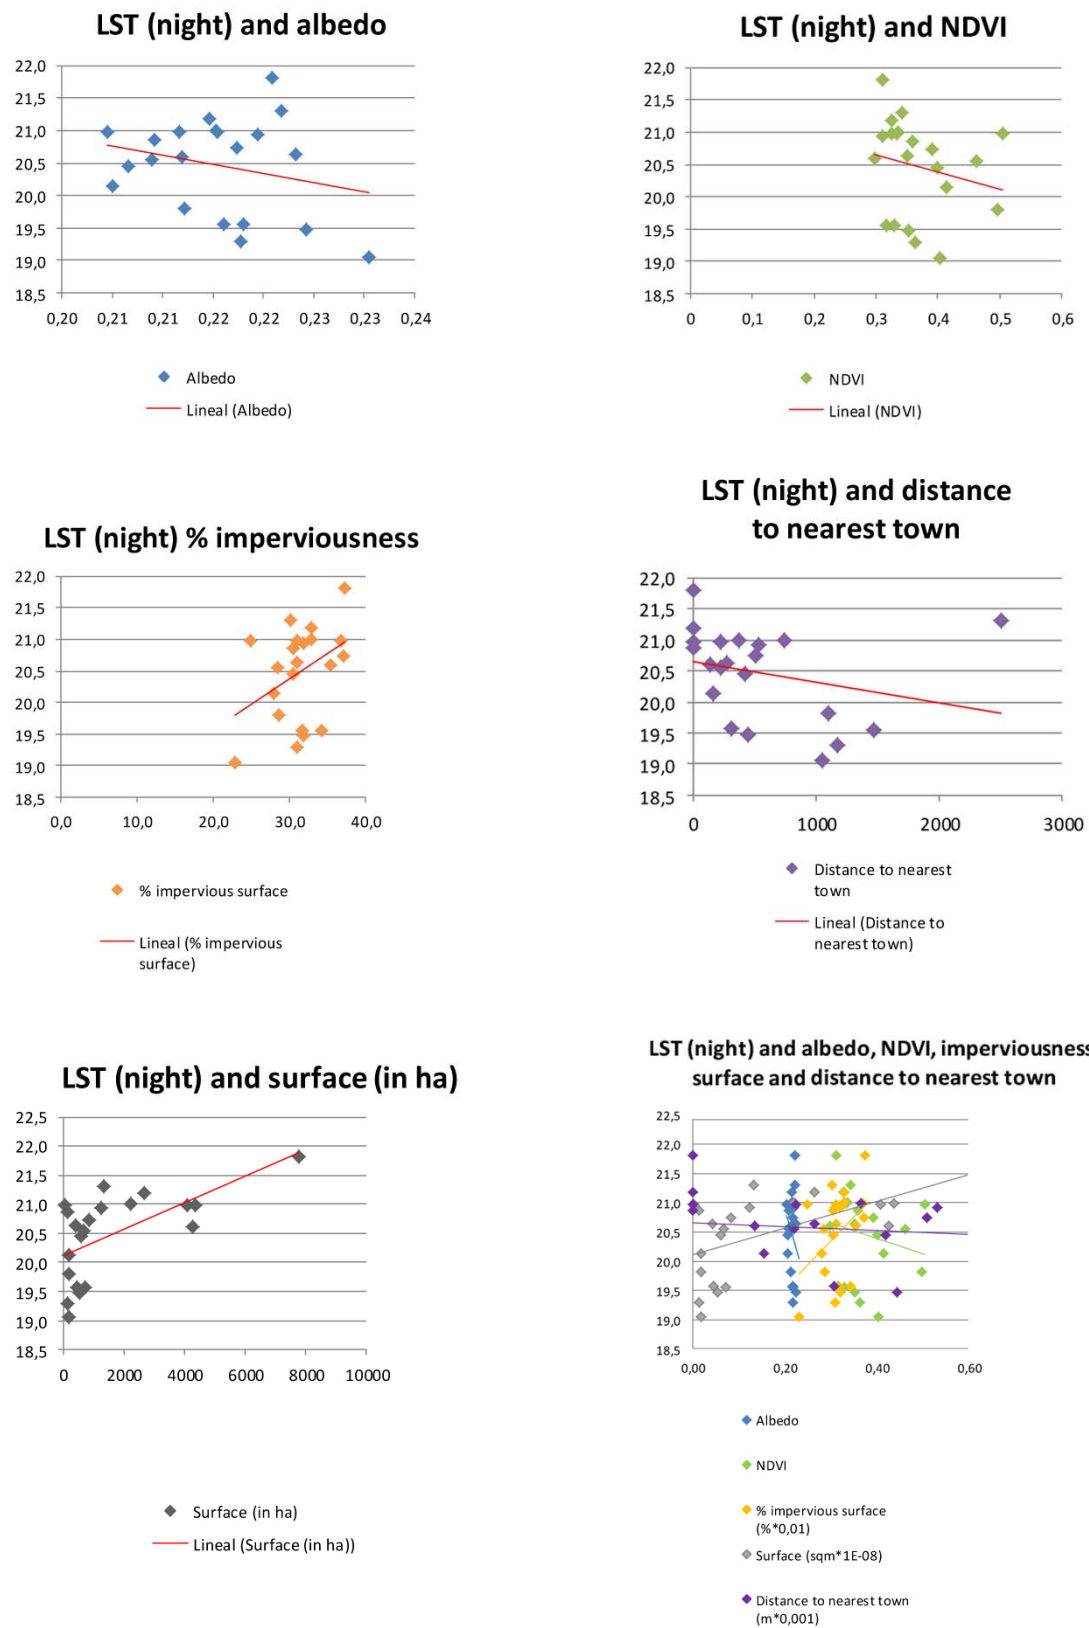 LST (night) and albedo
22,0
21,5
21,0
20,5
20,0
19,5
19,0
18,5
0,20 0,21 0,21 0,22 0,22 0,23 0,23 0,24
Albedo
Lineal (Albedo)
LST (night) and NDVI
22,0
21,5
21,0
20,5
20,0
19,5
19,0
18,5
0 0,1 0,2 0,3 0,4 0,5 0,6
NDVI
Lineal (NDVI)
LST (night) % imperviousness
22,0
21,5
21,0
20,5
20,0
19,5
19,0
18,5
0,0 10,0 20,0 30,0 40,0
% impervious surface
Lineal (% impervious
surface)
LST (night) and distance
to nearest town
22,0
21,5
21,0
20,5
20,0
19,5
19,0
18,5
0 1000 2000 3000
Distance to nearest
town
Lineal (Distance to
nearest town)
LST (night) and surface (in ha)
22,5
22,0
21,5
21,0
20,5
20,0
19,5
19,0
18,5
0 2000 4000 6000 8000 10000
Surface (in ha)
Lineal (Surface (in ha))
LST (night) and albedo, NDVI, imperviousness
surface and distance to nearest town
22,5
22,0
21,5
21,0
20,5
20,0
19,5
19,0
18,5
0,00 0,20 0,40 0,60
Albedo
NDVI
% impervious surface
(%*0,01)
Surface (sqm*1E-08)
Distance to nearest town
(m*0,001)